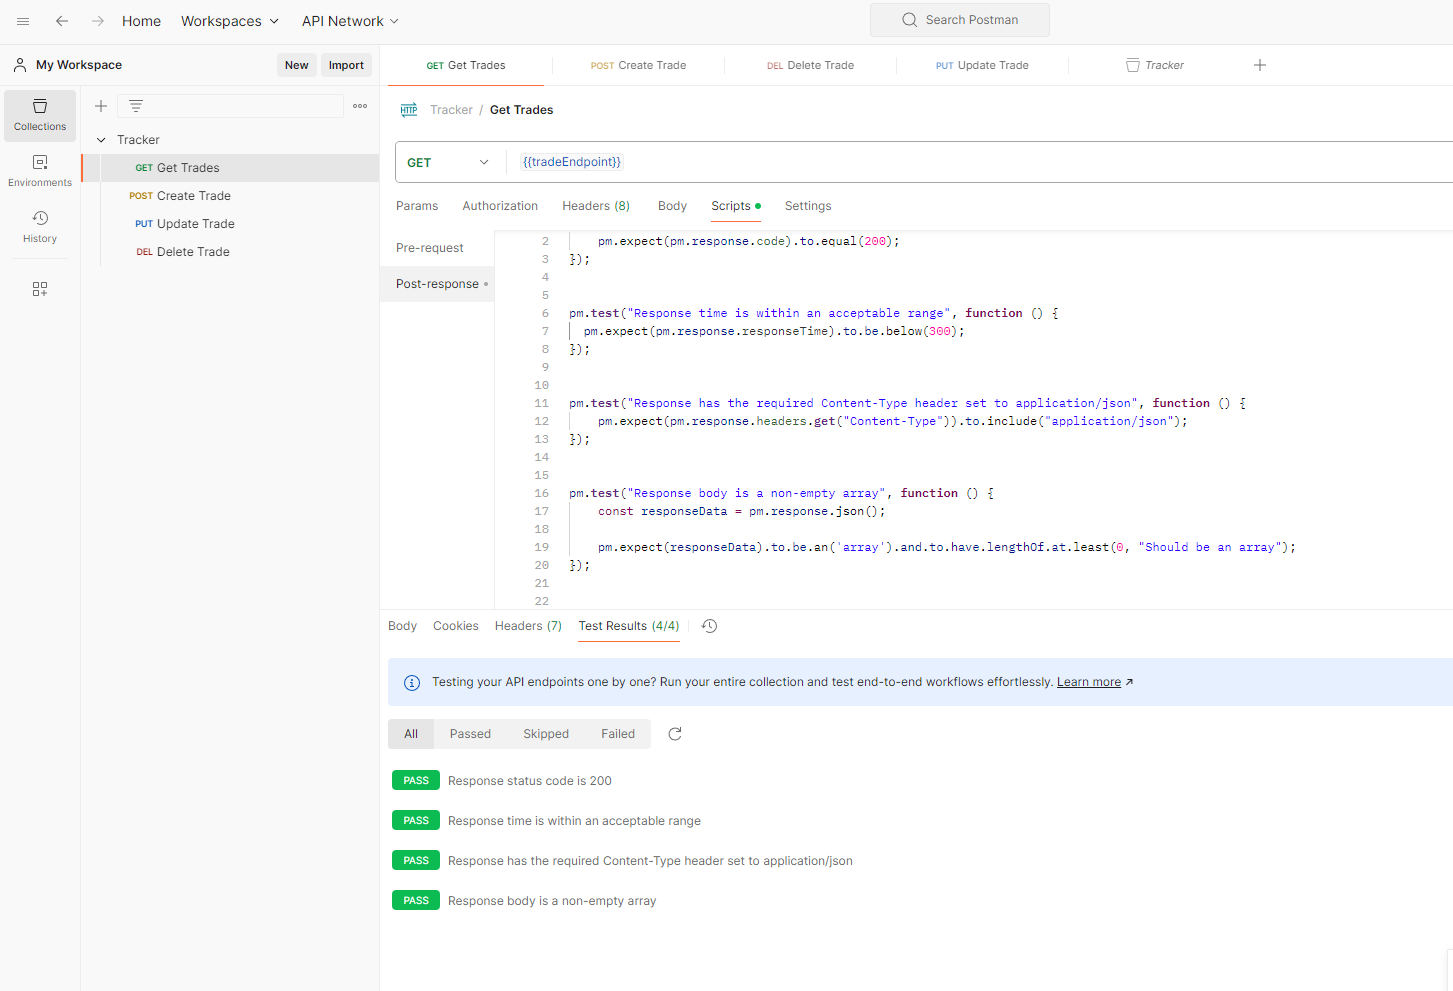 Home Workspaces API Network Search Postman
My Workspace New Import
GET Get Trades POST Create Trade DEL Delete Trade PUT Update Trade Tracker
Collections
Environments
History
Tracker
GET Get Trades
POST Create Trade
PUT Update Trade
DEL Delete Trade
HTTP Tracker / Get Trades
GET {{tradeEndpoint}}
Params Authorization Headers (8) Body Scripts Settings
Pre-request
Post-response
2 pm.expect(pm.response.code).to.equal(200);
3 });
4
5
6 pm.test("Response time is within an acceptable range", function () {
7 pm.expect(pm.response.responseTime).to.be.below(300);
8 });
9
10
11 pm.test("Response has the required Content-Type header set to application/json", function () {
12 pm.expect(pm.response.headers.get("Content-Type")).to.include("application/json");
13 });
14
15
16 pm.test("Response body is a non-empty array", function () {
17 const responseData = pm.response.json();
18
19 pm.expect(responseData).to.be.an('array').and.to.have.lengthOf.at.least(0, "Should be an array");
20 });
21
22
Body Cookies Headers (7) Test Results (4/4)
Testing your API endpoints one by one? Run your entire collection and test end-to-end workflows effortlessly. Learn more
All Passed Skipped Failed
PASS Response status code is 200
PASS Response time is within an acceptable range
PASS Response has the required Content-Type header set to application/json
PASS Response body is a non-empty array